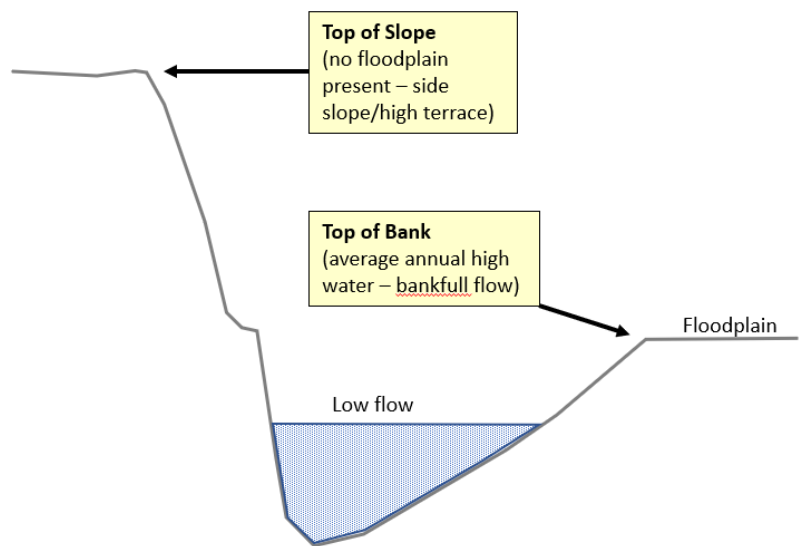 Top of Slope
(no floodplain
present – side
slope/high terrace)
Top of Bank
(average annual high
water – bankfull flow)
Floodplain
Low flow